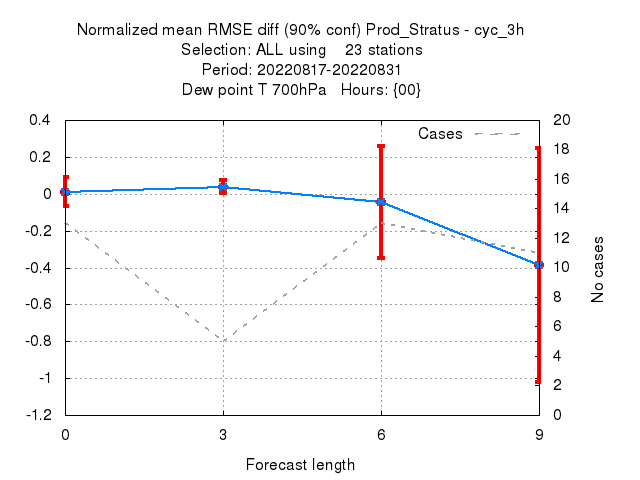 Normalized mean RMSE diff (90% conf) Prod_Stratus - cyc_3h
Selection: ALL using    23 stations
Period: 20220817-20220831
Dew point T 700hPa   Hours: {00}
Cases
0.4
0.2
0
-0.2
-0.4
-0.6
-0.8
-1
-1.2
20
18
16
14
12
10
8
6
4
2
0
No cases
0 3 6 9
Forecast length